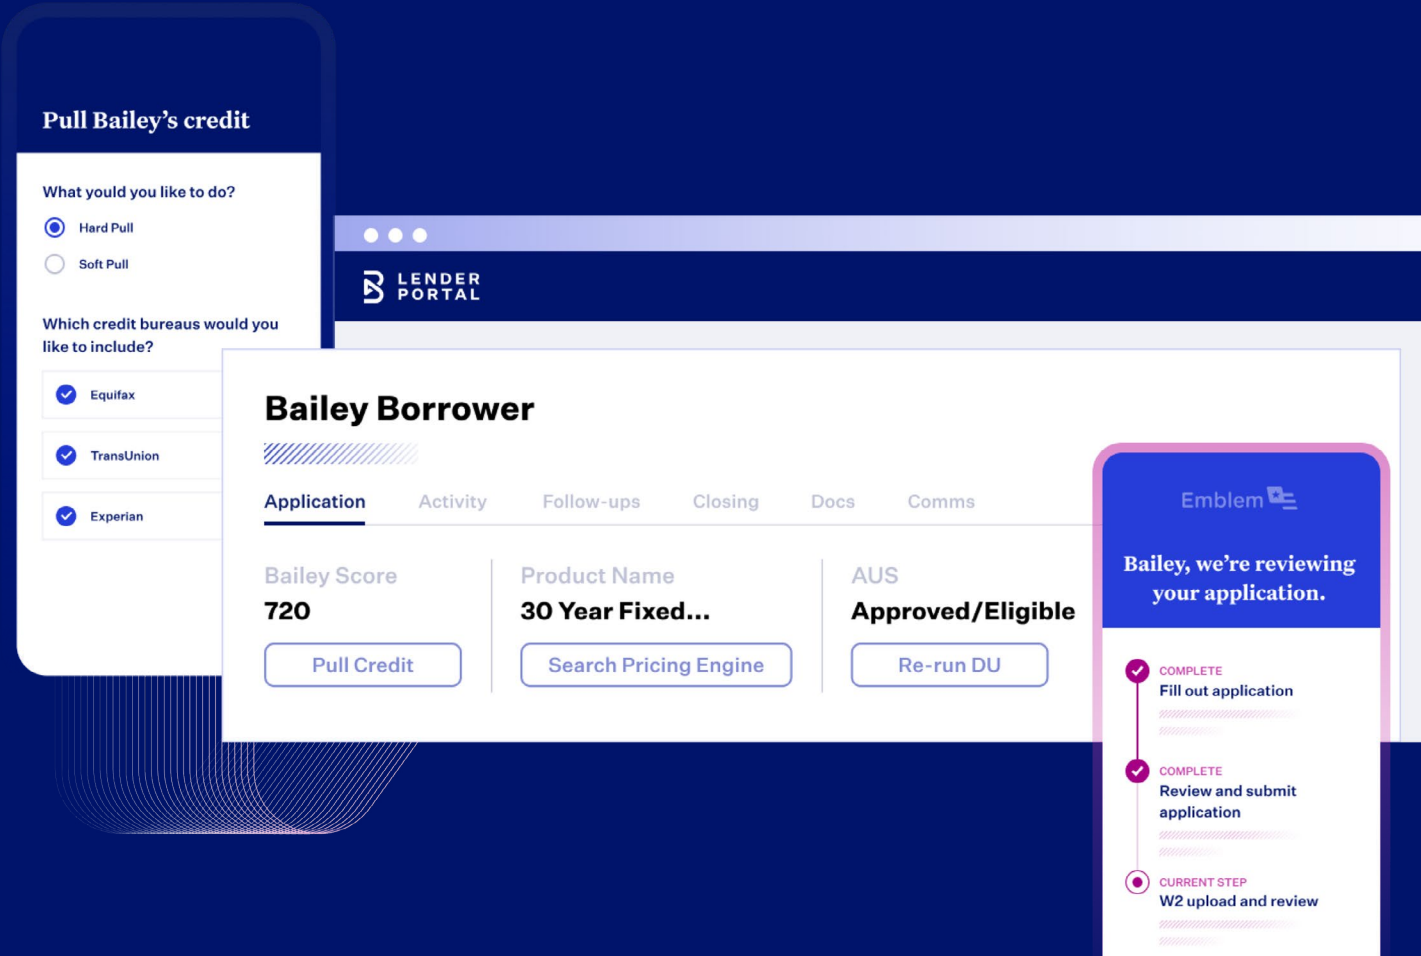 Pull Bailey’s credit
What yould you like to do?
Hard Pull
Soft Pull
Which credit bureaus would you
like to include?
Equifax
TransUnion
Experian
LENDER
PORTAL
Bailey Borrower
Application Activity Follow-ups Closing Docs Comms
Bailey Score
720
Pull Credit
Product Name
30 Year Fixed...
Search Pricing Engine
AUS
Approved/Eligible
Re-run DU
Emblem
Bailey, we’re reviewing
your application.
COMPLETE
Fill out application
COMPLETE
Review and submit
application
CURRENT STEP
W2 upload and review